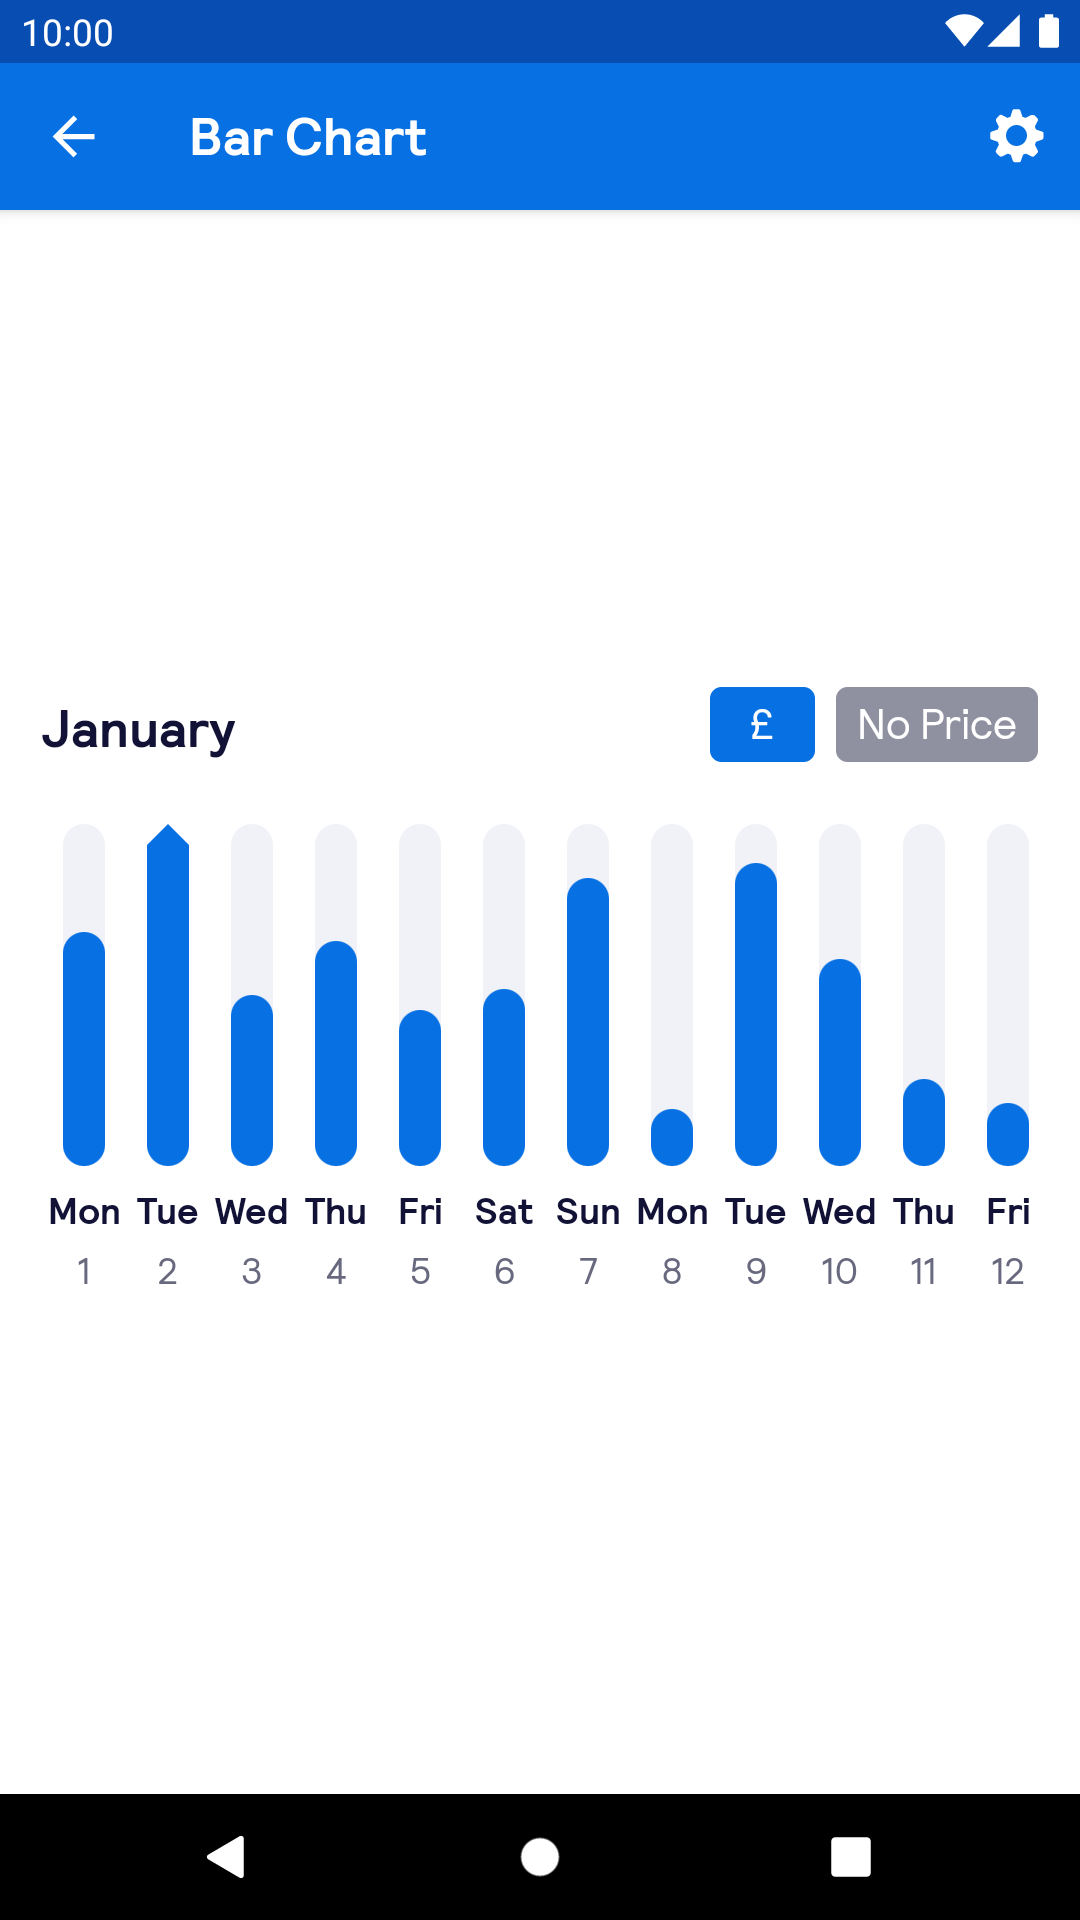 10:00
Bar Chart
January
£
No Price
Mon Tue Wed Thu Fri Sat Sun Mon Tue Wed Thu Fri
1 2 3 4 5 6 7 8 9 10 11 12